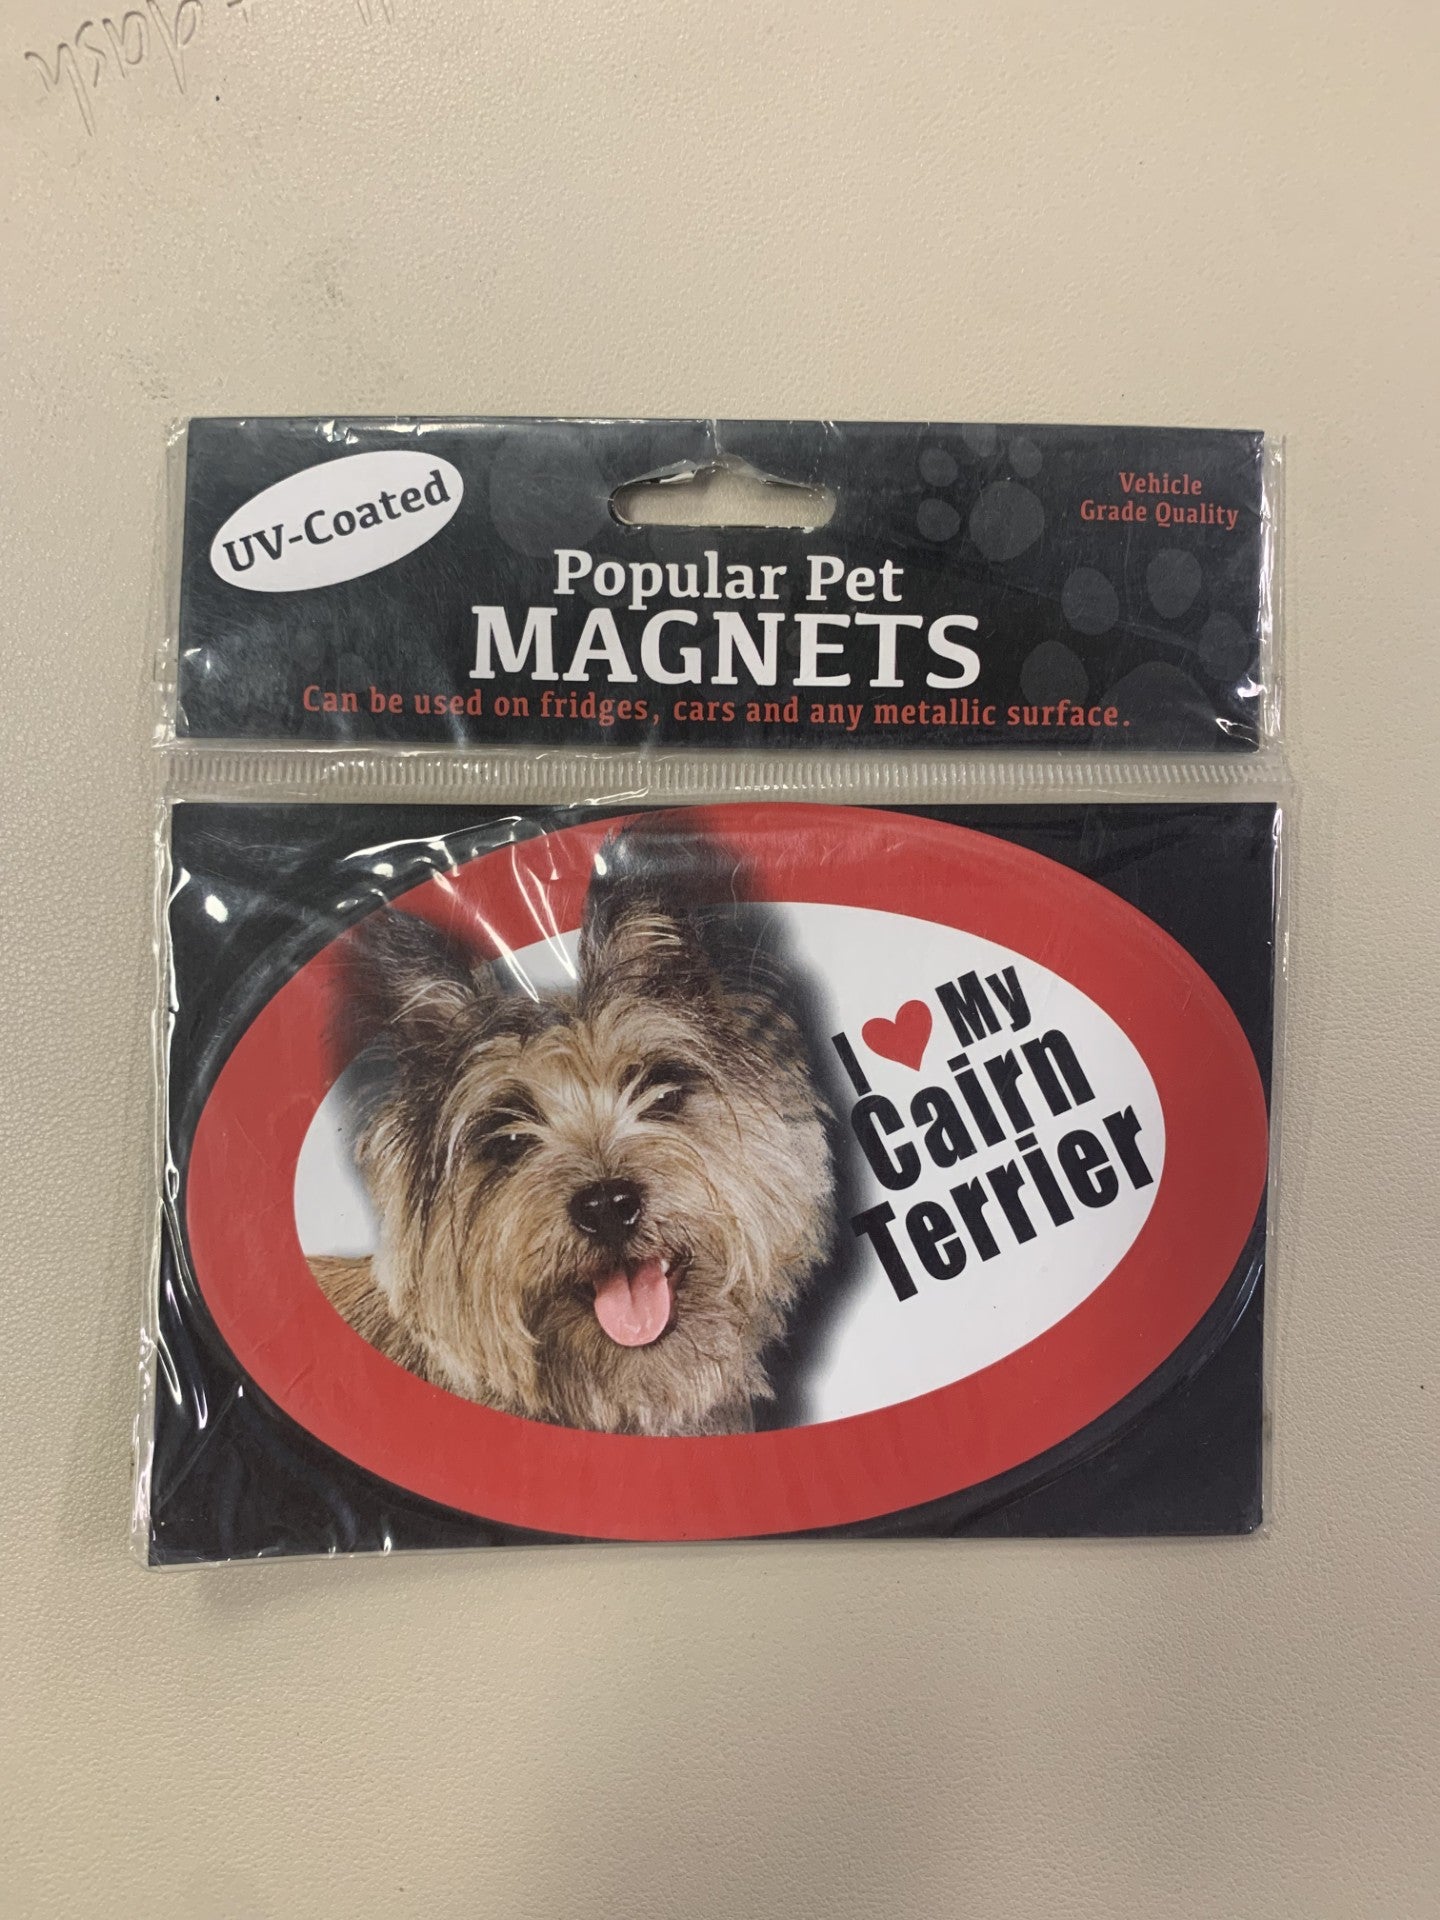 dash
UV-Coated
Vehicle
Grade Quality
Popular Pet
MAGNETS
Can be used on fridges, cars and any metallic surface.
I ♥ My
Cairn
Terrier